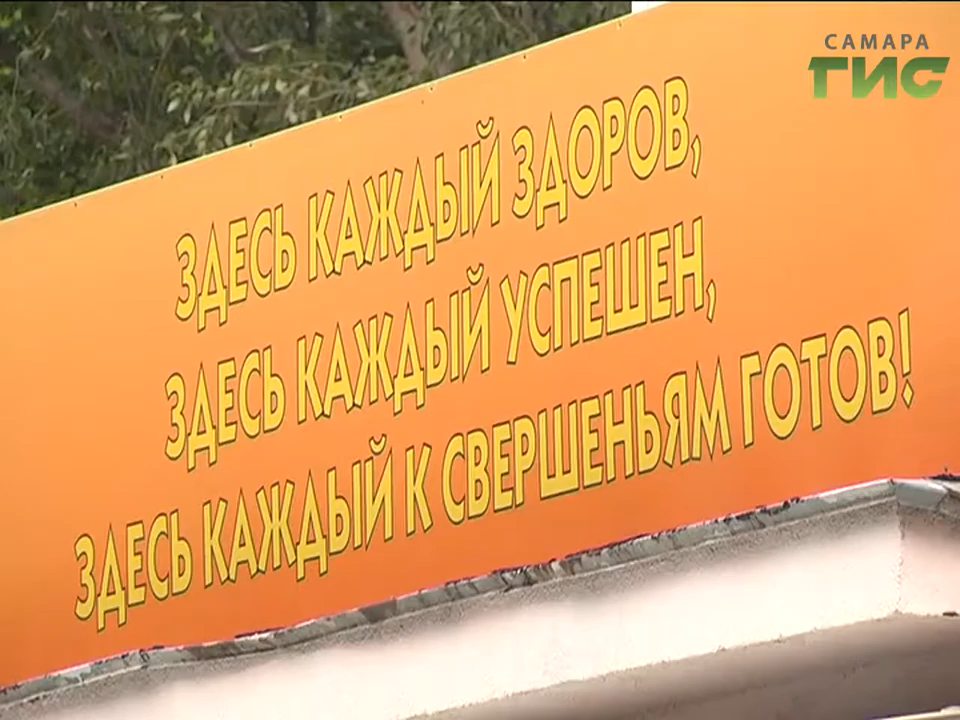 САМАРА
ГИС
ЗДЕСЬ КАЖДЫЙ ЗДОРОВ,
ЗДЕСЬ КАЖДЫЙ УСПЕШЕН,
ЗДЕСЬ КАЖДЫЙ К СВЕРШЕНЬЯМ ГОТОВ!